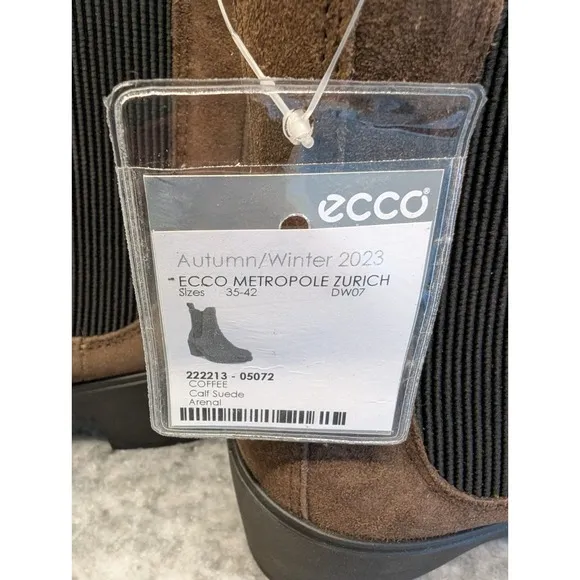 ecco®
Autumn/Winter 2023
ECCO METROPOLE ZURICH
Sizes 35-42 DW07
222213 - 05072
COFFEE
Calf Suede
Arenal